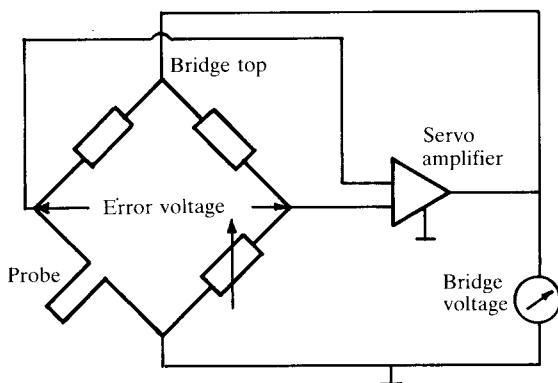 Bridge top
Servo
amplifier
Error voltage
Probe
Bridge
voltage